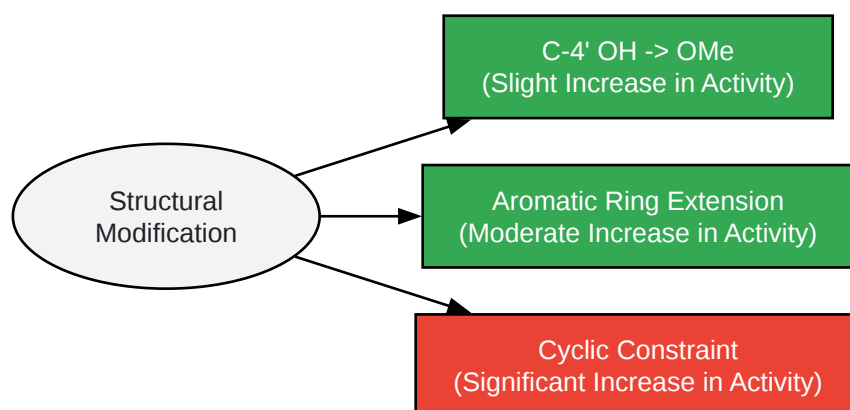 C-4' OH -> OMe
(Slight Increase in Activity)
Structural
Modification
Aromatic Ring Extension
(Moderate Increase in Activity)
Cyclic Constraint
(Significant Increase in Activity)